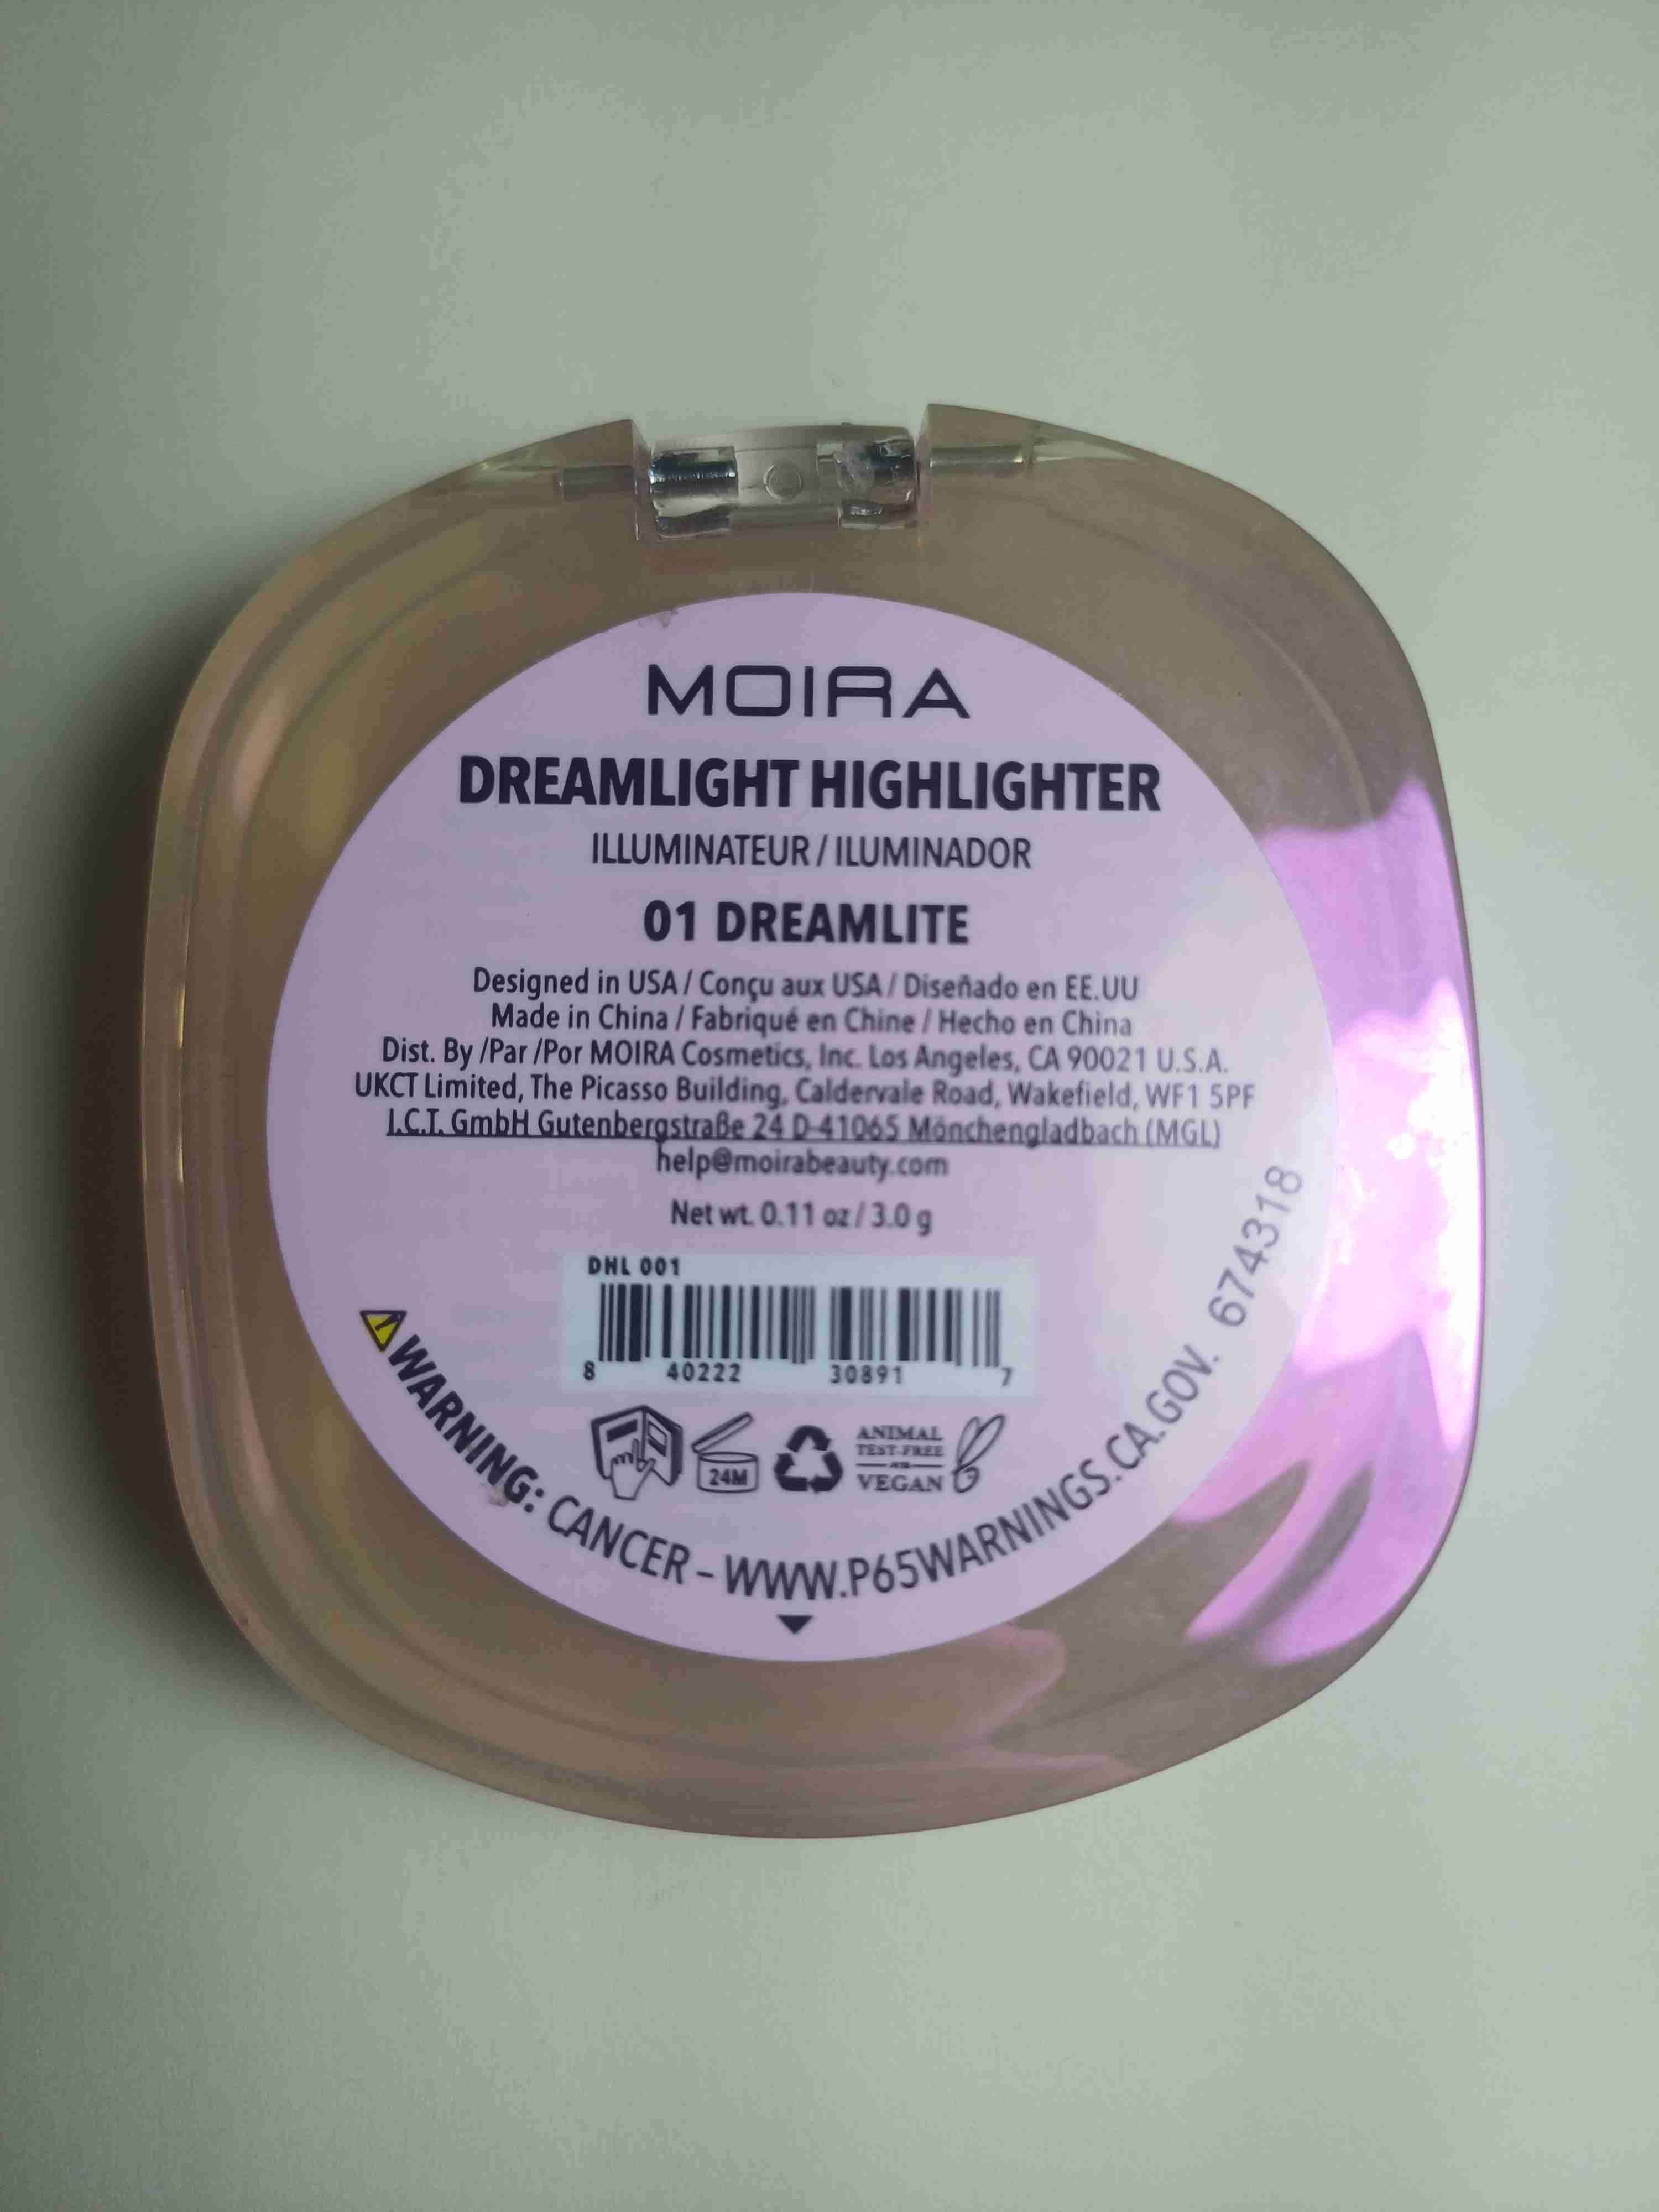 MOIRA
DREAMLIGHT HIGHLIGHTER
ILLUMINATEUR / ILUMINADOR
01 DREAMLITE
Designed in USA / Conçu aux USA / Diseñado en EE.UU
Made in China / Fabriqué en Chine / Hecho en China
Dist. By /Par /Por MOIRA Cosmetics, Inc. Los Angeles, CA 90021 U.S.A.
UKCT Limited, The Picasso Building, Caldervale Road, Wakefield, WF1 5PF
I.C.T. GmbH Gutenbergstraße 24 D-41065 Mönchengladbach (MGL)
help@moirabeauty.com
Net wt. 0.11 oz / 3.0 g
DHL 001
8 40222 30891 7
24M
ANIMAL
TEST-FREE
VEGAN
WARNING: CANCER – WWW.P65WARNINGS.CA.GOV. 674318